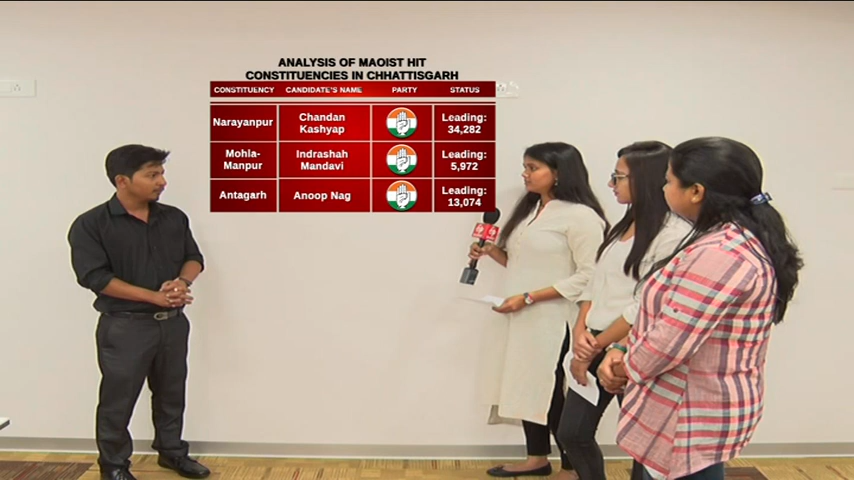 ANALYSIS OF MAOIST HIT
CONSTITUENCIES IN CHHATTISGARH
CONSTITUENCY CANDIDATE'S NAME PARTY STATUS
Narayanpur Chandan Kashyap Leading: 34,282
Mohla-Manpur Indrashah Mandavi Leading: 5,972
Antagarh Anoop Nag Leading: 13,074